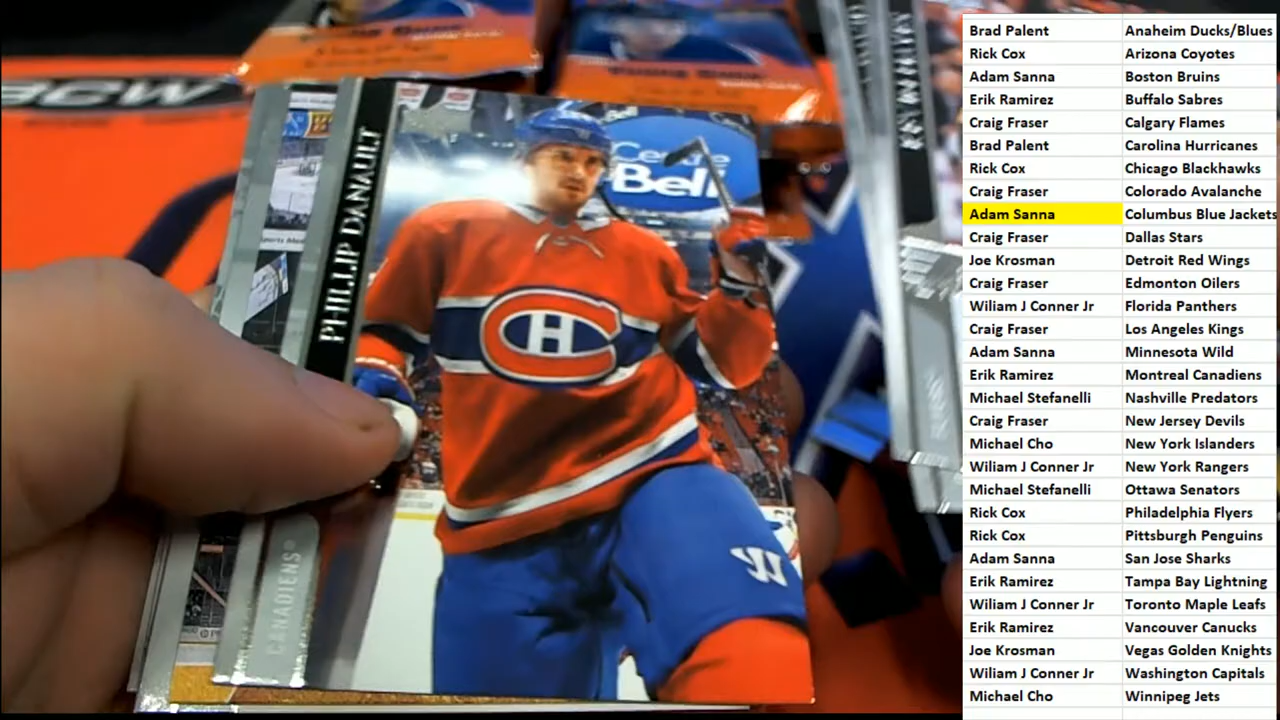 BCW
PHILLIP DANAULT
Bell
Centre
Bell
CANADIENS
Brad Palent Anaheim Ducks/Blues
Rick Cox Arizona Coyotes
Adam Sanna Boston Bruins
Erik Ramirez Buffalo Sabres
Craig Fraser Calgary Flames
Brad Palent Carolina Hurricanes
Rick Cox Chicago Blackhawks
Craig Fraser Colorado Avalanche
Adam Sanna Columbus Blue Jackets
Craig Fraser Dallas Stars
Joe Krosman Detroit Red Wings
Craig Fraser Edmonton Oilers
Wiliam J Conner Jr Florida Panthers
Craig Fraser Los Angeles Kings
Adam Sanna Minnesota Wild
Erik Ramirez Montreal Canadiens
Michael Stefanelli Nashville Predators
Craig Fraser New Jersey Devils
Michael Cho New York Islanders
Wiliam J Conner Jr New York Rangers
Michael Stefanelli Ottawa Senators
Rick Cox Philadelphia Flyers
Rick Cox Pittsburgh Penguins
Adam Sanna San Jose Sharks
Erik Ramirez Tampa Bay Lightning
Wiliam J Conner Jr Toronto Maple Leafs
Erik Ramirez Vancouver Canucks
Joe Krosman Vegas Golden Knights
Wiliam J Conner Jr Washington Capitals
Michael Cho Winnipeg Jets